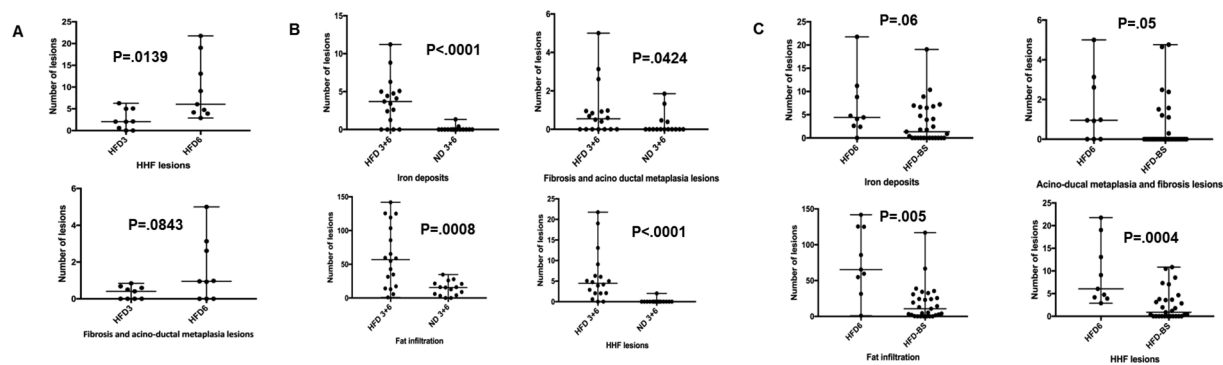 A
Number of lesions
25
20
15
10
5
0
P=.0139
HFD3
HFD6
HHF lesions
Number of lesions
6
4
2
0
P=.0843
HFD3
HFD6
Fibrosis and acino-ductal metaplasia lesions
B
Number of lesions
15
10
5
0
P<.0001
HFD 3+6
ND 3+6
Iron deposits
Number of lesions
6
4
2
0
P=.0424
HFD 3+6
ND 3+6
Fibrosis and acino ductal metaplasia lesions
Number of lesions
150
100
50
0
P=.0008
HFD 3+6
ND 3+6
Fat infiltration
Number of lesions
25
20
15
10
5
0
P<.0001
HFD 3+6
ND 3+6
HHF lesions
C
Number of lesions
25
20
15
10
5
0
P=.06
HFD6
HFD-BS
Iron deposits
Number of lesions
6
4
2
0
P=.05
HFD6
HFD-BS
Acino-ducal metaplasia and fibrosis lesions
Number of lesions
150
100
50
0
P=.005
HFD6
HFD-BS
Fat infiltration
Number of lesions
25
20
15
10
5
0
P=.0004
HFD6
HFD-BS
HHF lesions